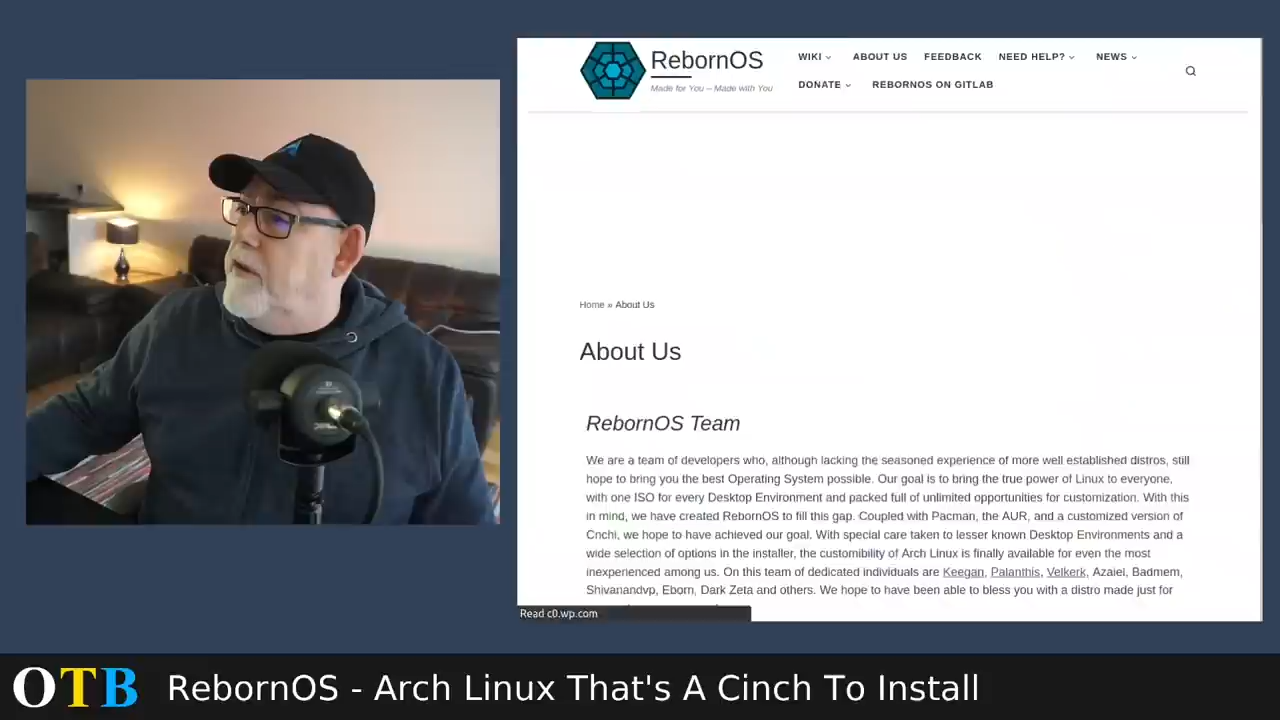 RebornOS
Made for You – Made with You
WIKI
ABOUT US
FEEDBACK
NEED HELP?
NEWS
DONATE
REBORNOS ON GITLAB
Home » About Us
About Us
RebornOS Team
We are a team of developers who, although lacking the seasoned experience of more well established distros, still
hope to bring you the best Operating System possible. Our goal is to bring the true power of Linux to everyone,
with one ISO for every Desktop Environment and packed full of unlimited opportunities for customization. With this
in mind, we have created RebornOS to fill this gap. Coupled with Pacman, the AUR, and a customized version of
Cnchi, we hope to have achieved our goal. With special care taken to lesser known Desktop Environments and a
wide selection of options in the installer, the customibility of Arch Linux is finally available for even the most
inexperienced among us. On this team of dedicated individuals are Keegan, Palanthis, Velkerk, Azaiel, Badmem,
Shivanandvp, Eborn, Dark Zeta and others. We hope to have been able to bless you with a distro made just for
Read c0.wp.com
OTB RebornOS - Arch Linux That's A Cinch To Install